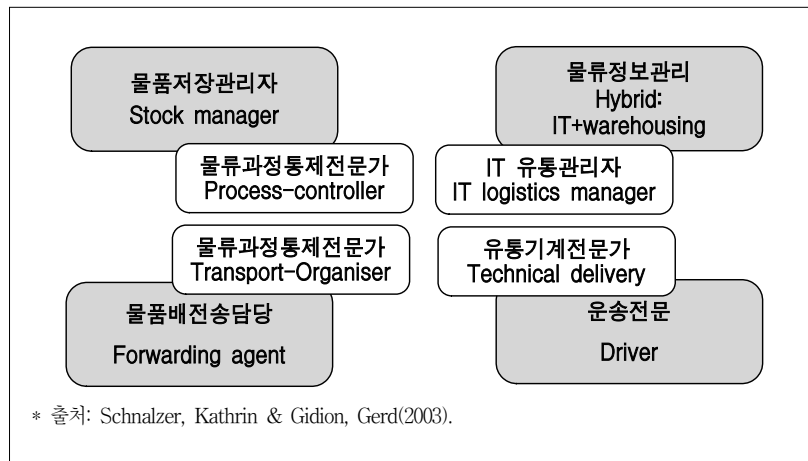 물품저장관리자
Stock manager
물류정보관리
Hybrid:
IT+warehousing
물류과정통제전문가
Process-controller
IT 유통관리자
IT logistics manager
물류과정통제전문가
Transport-Organiser
유통기계전문가
Technical delivery
물품배전송담당
Forwarding agent
운송전문
Driver
* 출처: Schnalzer, Kathrin & Gidion, Gerd(2003).